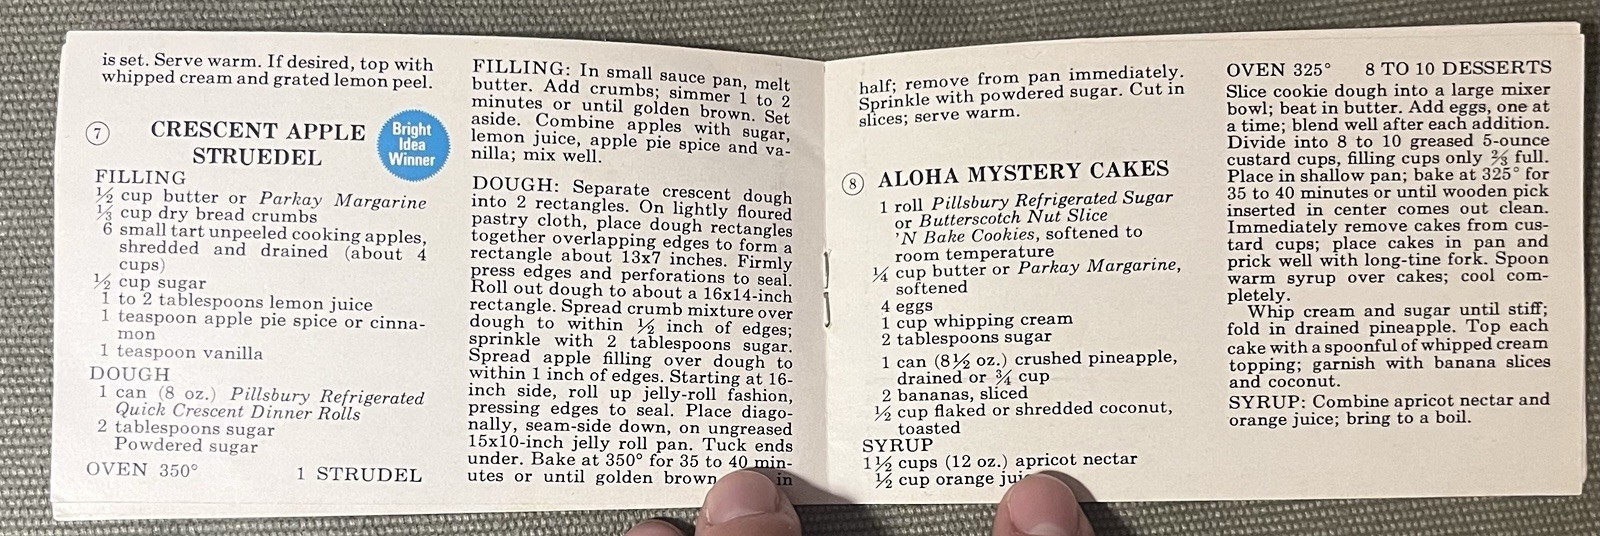 is set. Serve warm. If desired, top with
whipped cream and grated lemon peel.
7
CRESCENT APPLE
STRUEDEL
Bright
Idea
Winner
FILLING
½ cup butter or Parkay Margarine
⅓ cup dry bread crumbs
6 small tart unpeeled cooking apples,
shredded and drained (about 4
cups)
½ cup sugar
1 to 2 tablespoons lemon juice
1 teaspoon apple pie spice or cinna-
mon
1 teaspoon vanilla
DOUGH
1 can (8 oz.) Pillsbury Refrigerated
Quick Crescent Dinner Rolls
2 tablespoons sugar
Powdered sugar
OVEN 350° 1 STRUDEL
FILLING: In small sauce pan, melt
butter. Add crumbs; simmer 1 to 2
minutes or until golden brown. Set
aside. Combine apples with sugar,
lemon juice, apple pie spice and va-
nilla; mix well.
DOUGH: Separate crescent dough
into 2 rectangles. On lightly floured
pastry cloth, place dough rectangles
together overlapping edges to form a
rectangle about 13x7 inches. Firmly
press edges and perforations to seal.
Roll out dough to about a 16x14-inch
rectangle. Spread crumb mixture over
dough to within ½ inch of edges;
sprinkle with 2 tablespoons sugar.
Spread apple filling over dough to
within 1 inch of edges. Starting at 16-
inch side, roll up jelly-roll fashion,
pressing edges to seal. Place diago-
nally, seam-side down, on ungreased
15x10-inch jelly roll pan. Tuck ends
under. Bake at 350° for 35 to 40 min-
utes or until golden brown in
half; remove from pan immediately.
Sprinkle with powdered sugar. Cut in
slices; serve warm.
8
ALOHA MYSTERY CAKES
1 roll Pillsbury Refrigerated Sugar
or Butterscotch Nut Slice
'N Bake Cookies, softened to
room temperature
¼ cup butter or Parkay Margarine,
softened
4 eggs
1 cup whipping cream
2 tablespoons sugar
1 can (8½ oz.) crushed pineapple,
drained or ¾ cup
2 bananas, sliced
½ cup flaked or shredded coconut,
toasted
SYRUP
1½ cups (12 oz.) apricot nectar
½ cup orange
OVEN 325° 8 TO 10 DESSERTS
Slice cookie dough into a large mixer
bowl; beat in butter. Add eggs, one at
a time; blend well after each addition.
Divide into 8 to 10 greased 5-ounce
custard cups, filling cups only ⅔ full.
Place in shallow pan; bake at 325° for
35 to 40 minutes or until wooden pick
inserted in center comes out clean.
Immediately remove cakes from cus-
tard cups; place cakes in pan and
prick well with long-tine fork. Spoon
warm syrup over cakes; cool com-
pletely.
Whip cream and sugar until stiff;
fold in drained pineapple. Top each
cake with a spoonful of whipped cream
topping; garnish with banana slices
and coconut.
SYRUP: Combine apricot nectar and
orange juice; bring to a boil.